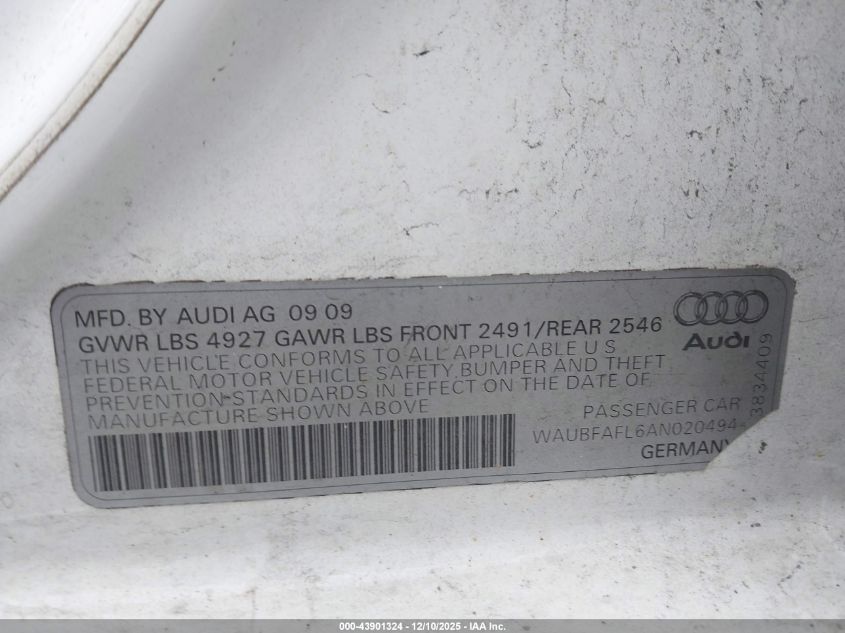 MFD. BY AUDI AG 09 09
GVWR LBS 4927 GAWR LBS FRONT 2491/REAR 2546
THIS VEHICLE CONFORMS TO ALL APPLICABLE U S
FEDERAL MOTOR VEHICLE SAFETY, BUMPER AND THEFT
PREVENTION STANDARDS IN EFFECT ON THE DATE OF
MANUFACTURE SHOWN ABOVE
PASSENGER CAR
WAUBFAFL6AN020494
GERMANY
Audi
3834409
000-43901324 - 12/10/2025 - IAA Inc.